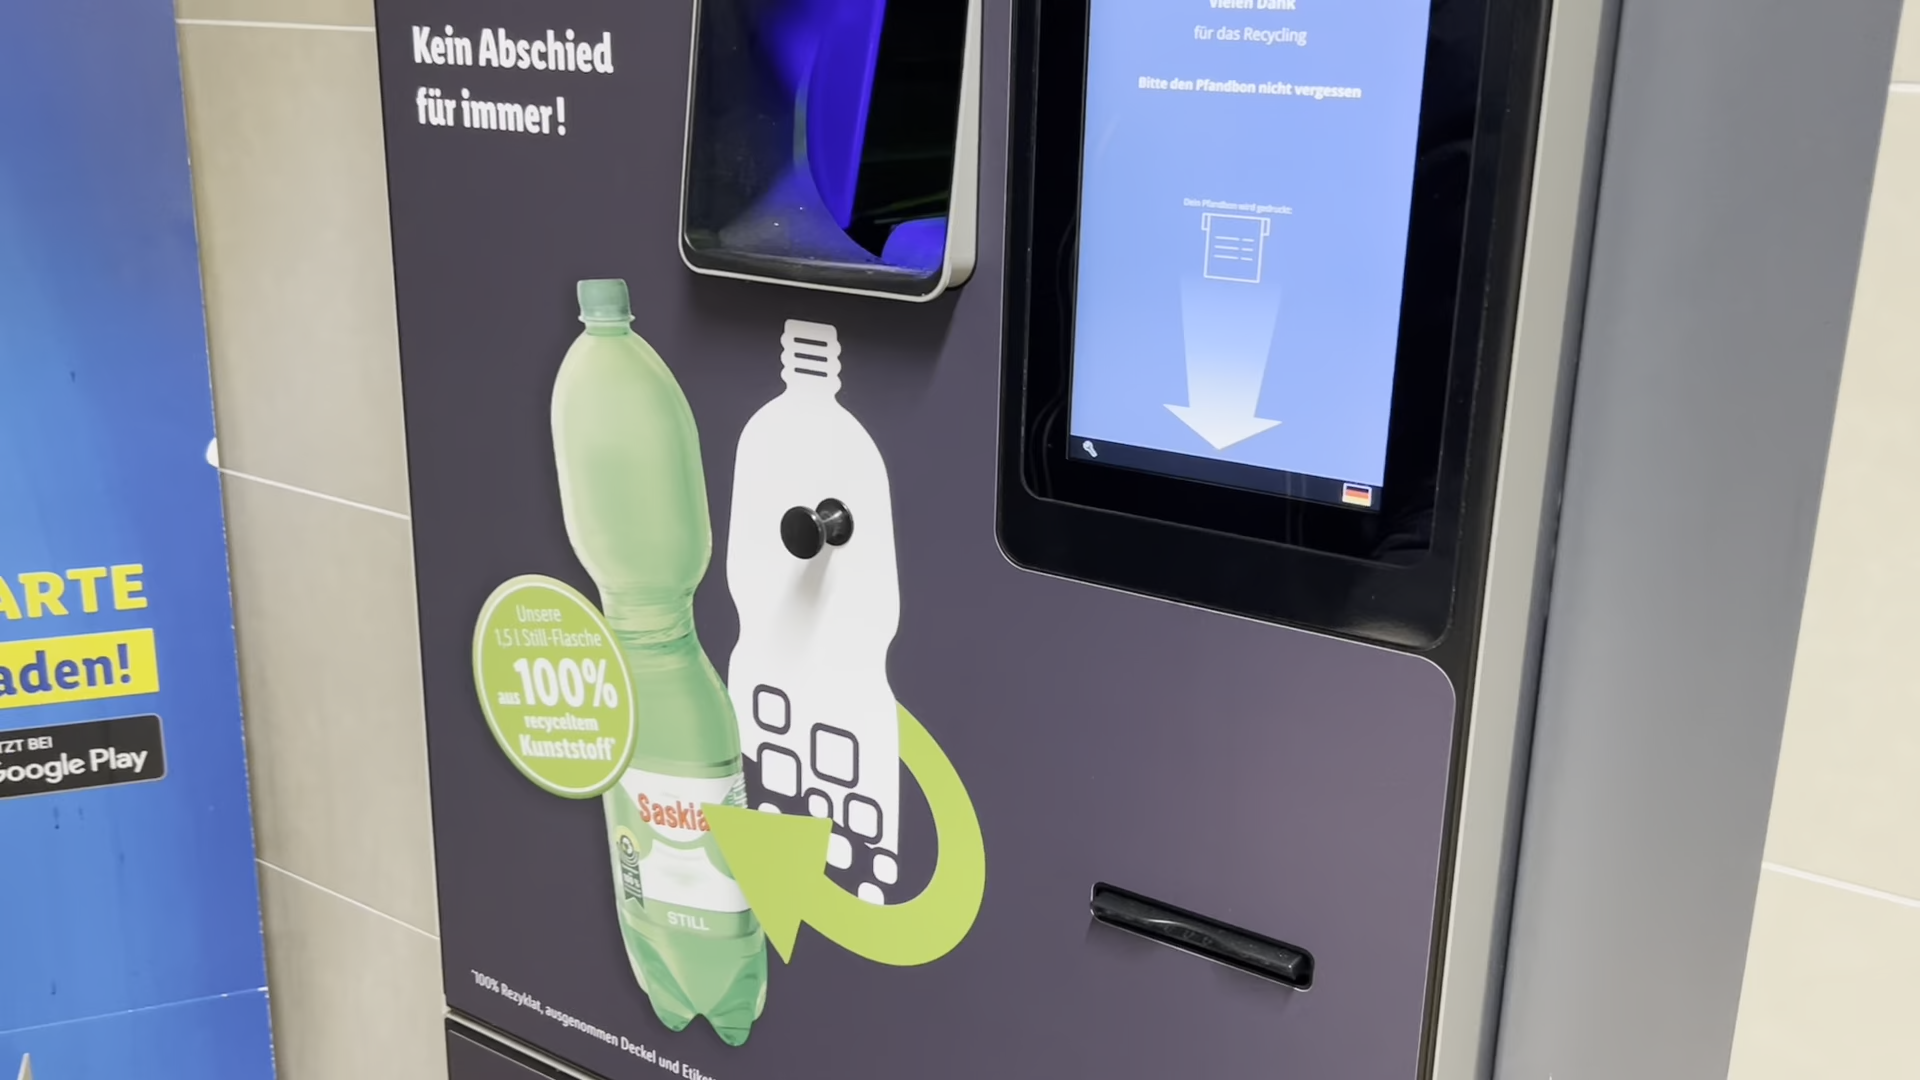 Kein Abschied
für immer!
Vielen Dank
für das Recycling
Bitte den Pfandbon nicht vergessen
Dein Pfandbon wird gedruckt:
Unsere
1,5 l Still-Flasche
aus 100%
recyceltem
Kunststoff*
Saskia
STILL
*100% Rezyklat, ausgenommen Deckel und
ARTE
aden!
TZT BEI
Google Play